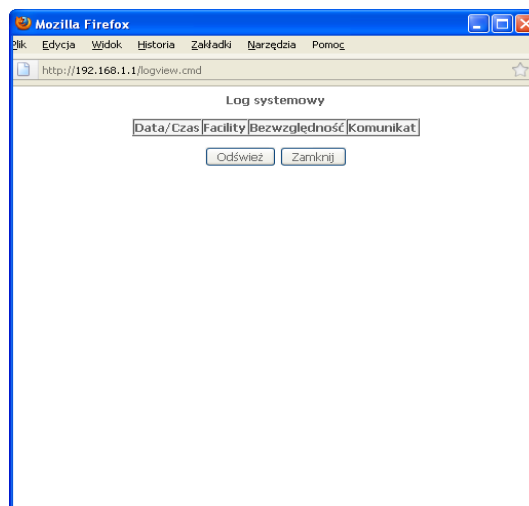 Mozilla Firefox
Plik Edycja Widok Historia Zakładki Narzędzia Pomoc
http://192.168.1.1/logview.cmd
Log systemowy
Data/Czas Facility Bezwzględność Komunikat
Odśwież Zamknij